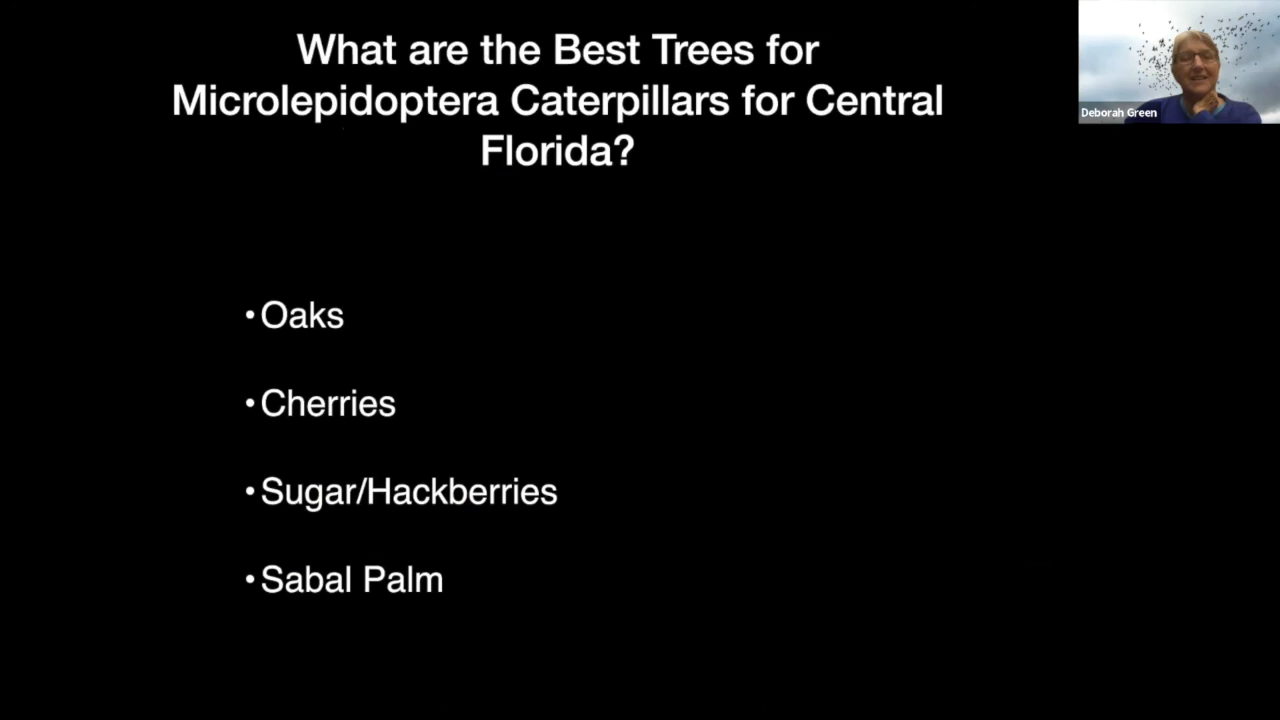 What are the Best Trees for
Microlepidoptera Caterpillars for Central
Florida?
Deborah Green
• Oaks
• Cherries
• Sugar/Hackberries
• Sabal Palm